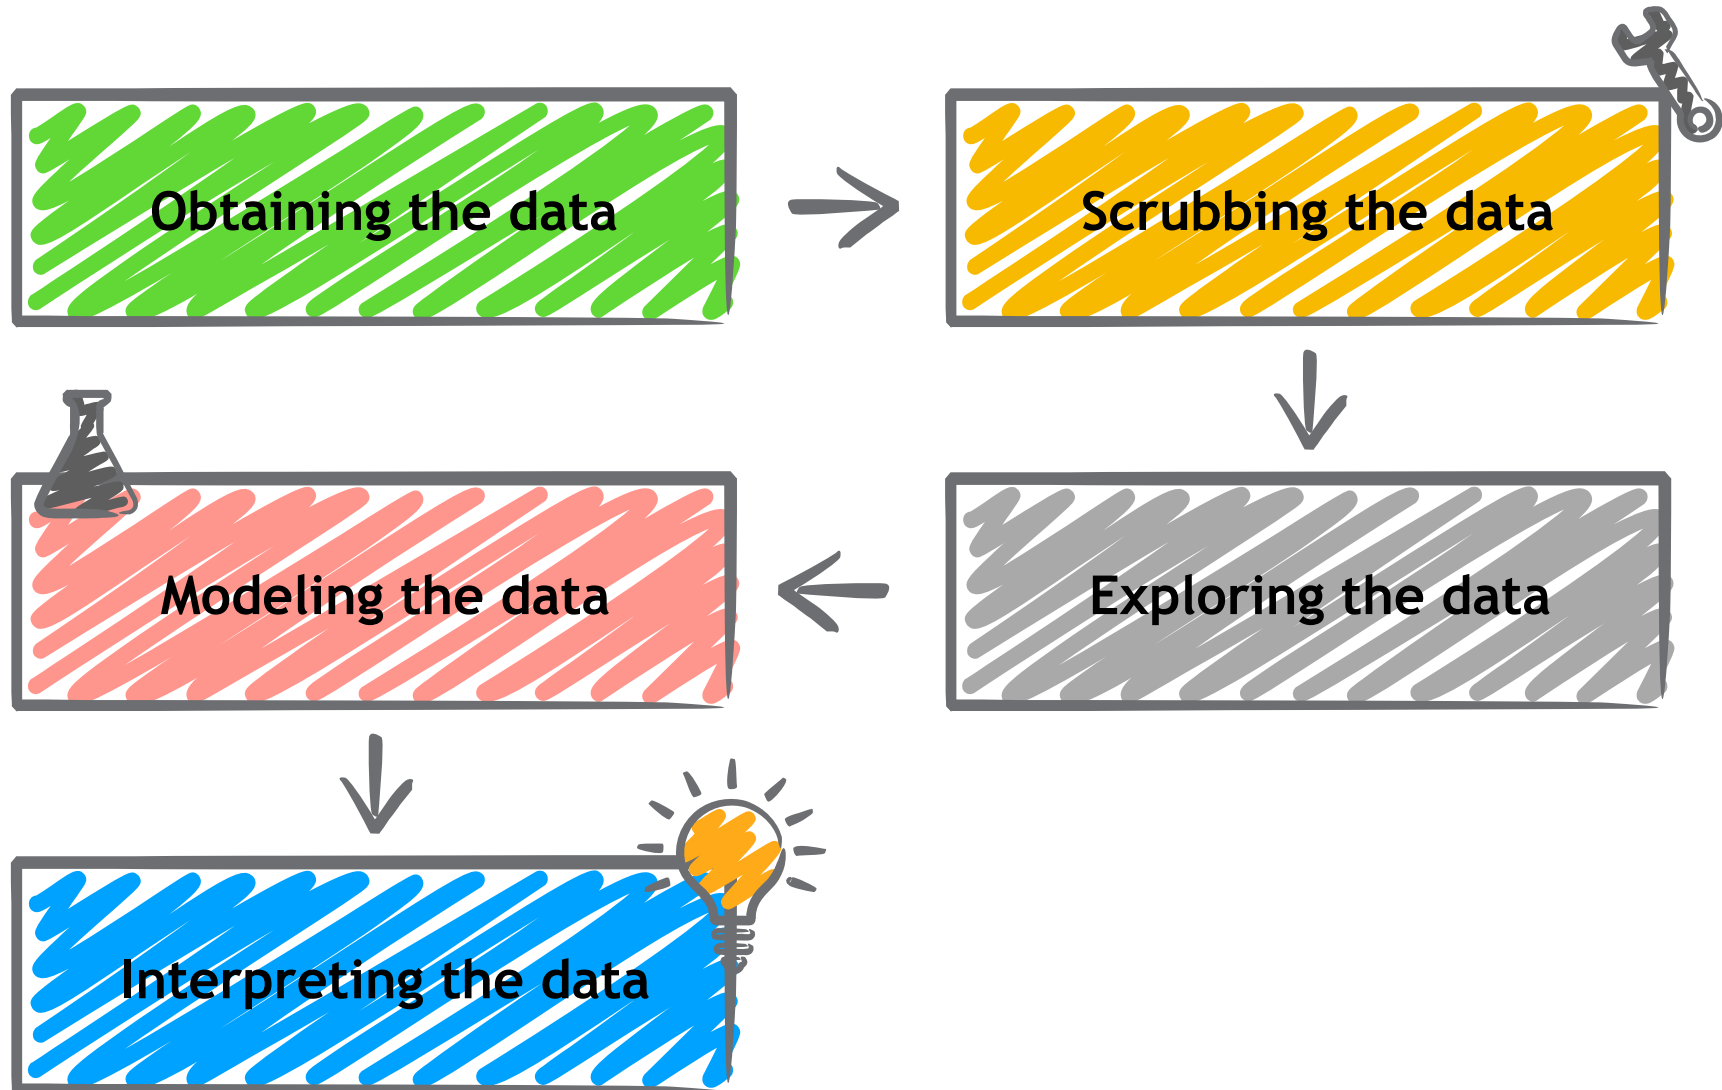 Obtaining the data
Scrubbing the data
Exploring the data
Modeling the data
Interpreting the data